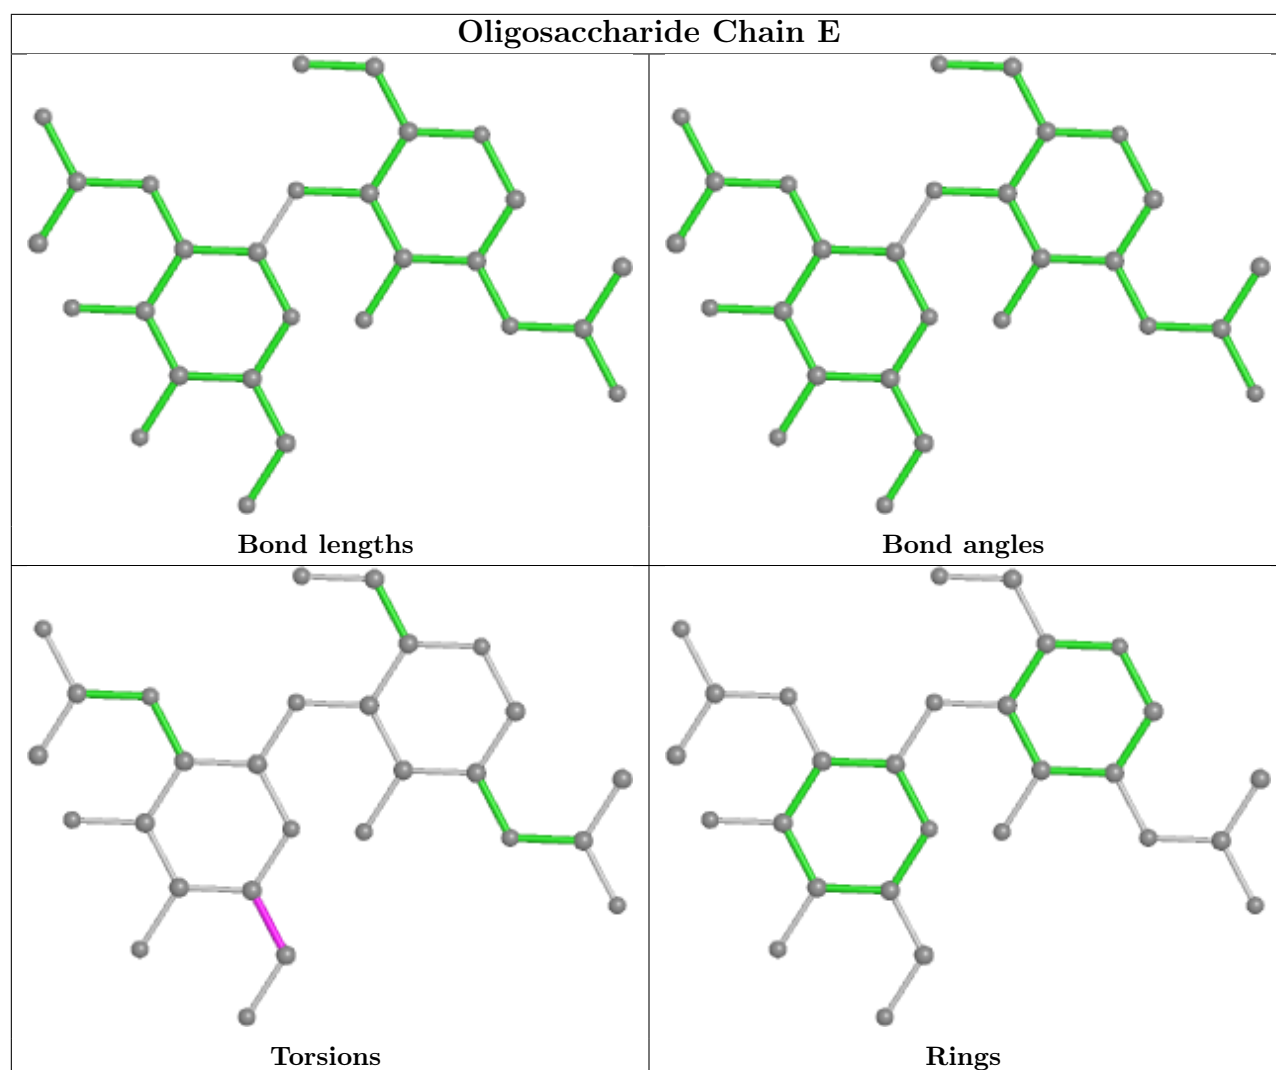 Oligosaccharide Chain E
Bond lengths
Bond angles
Torsions
Rings